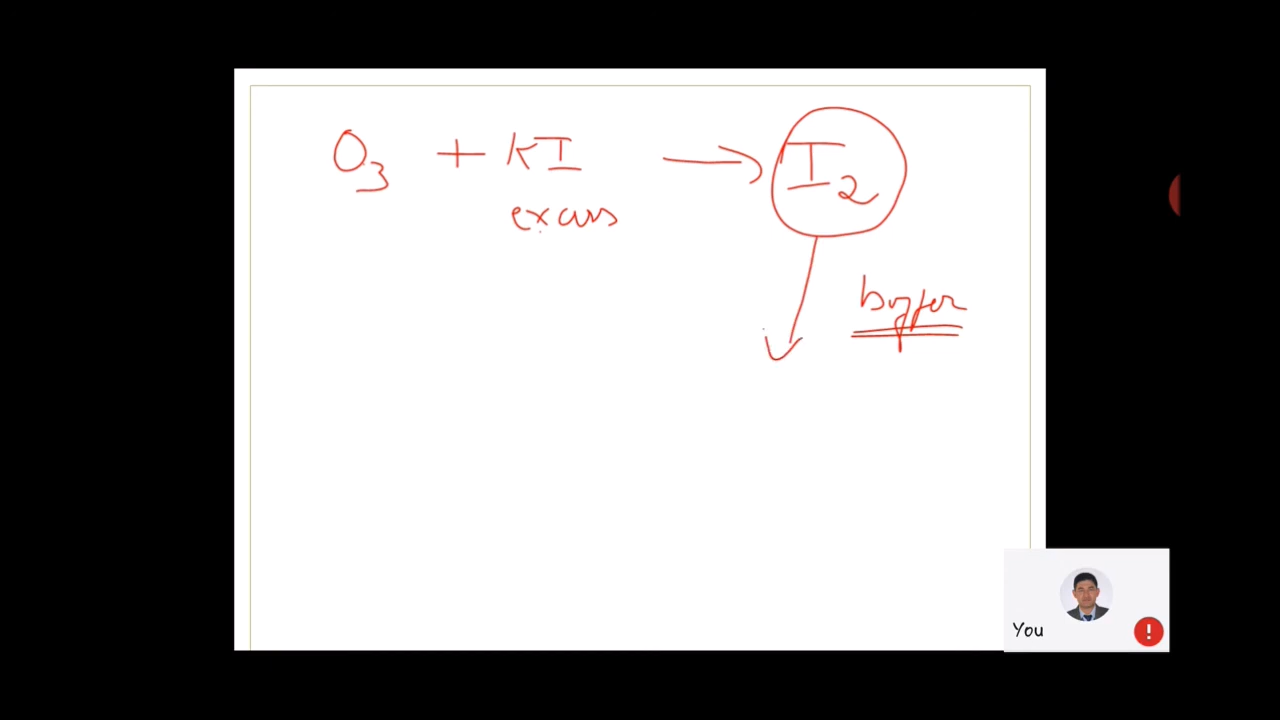 O₃ + KI → I₂
excess
buffer
You
!